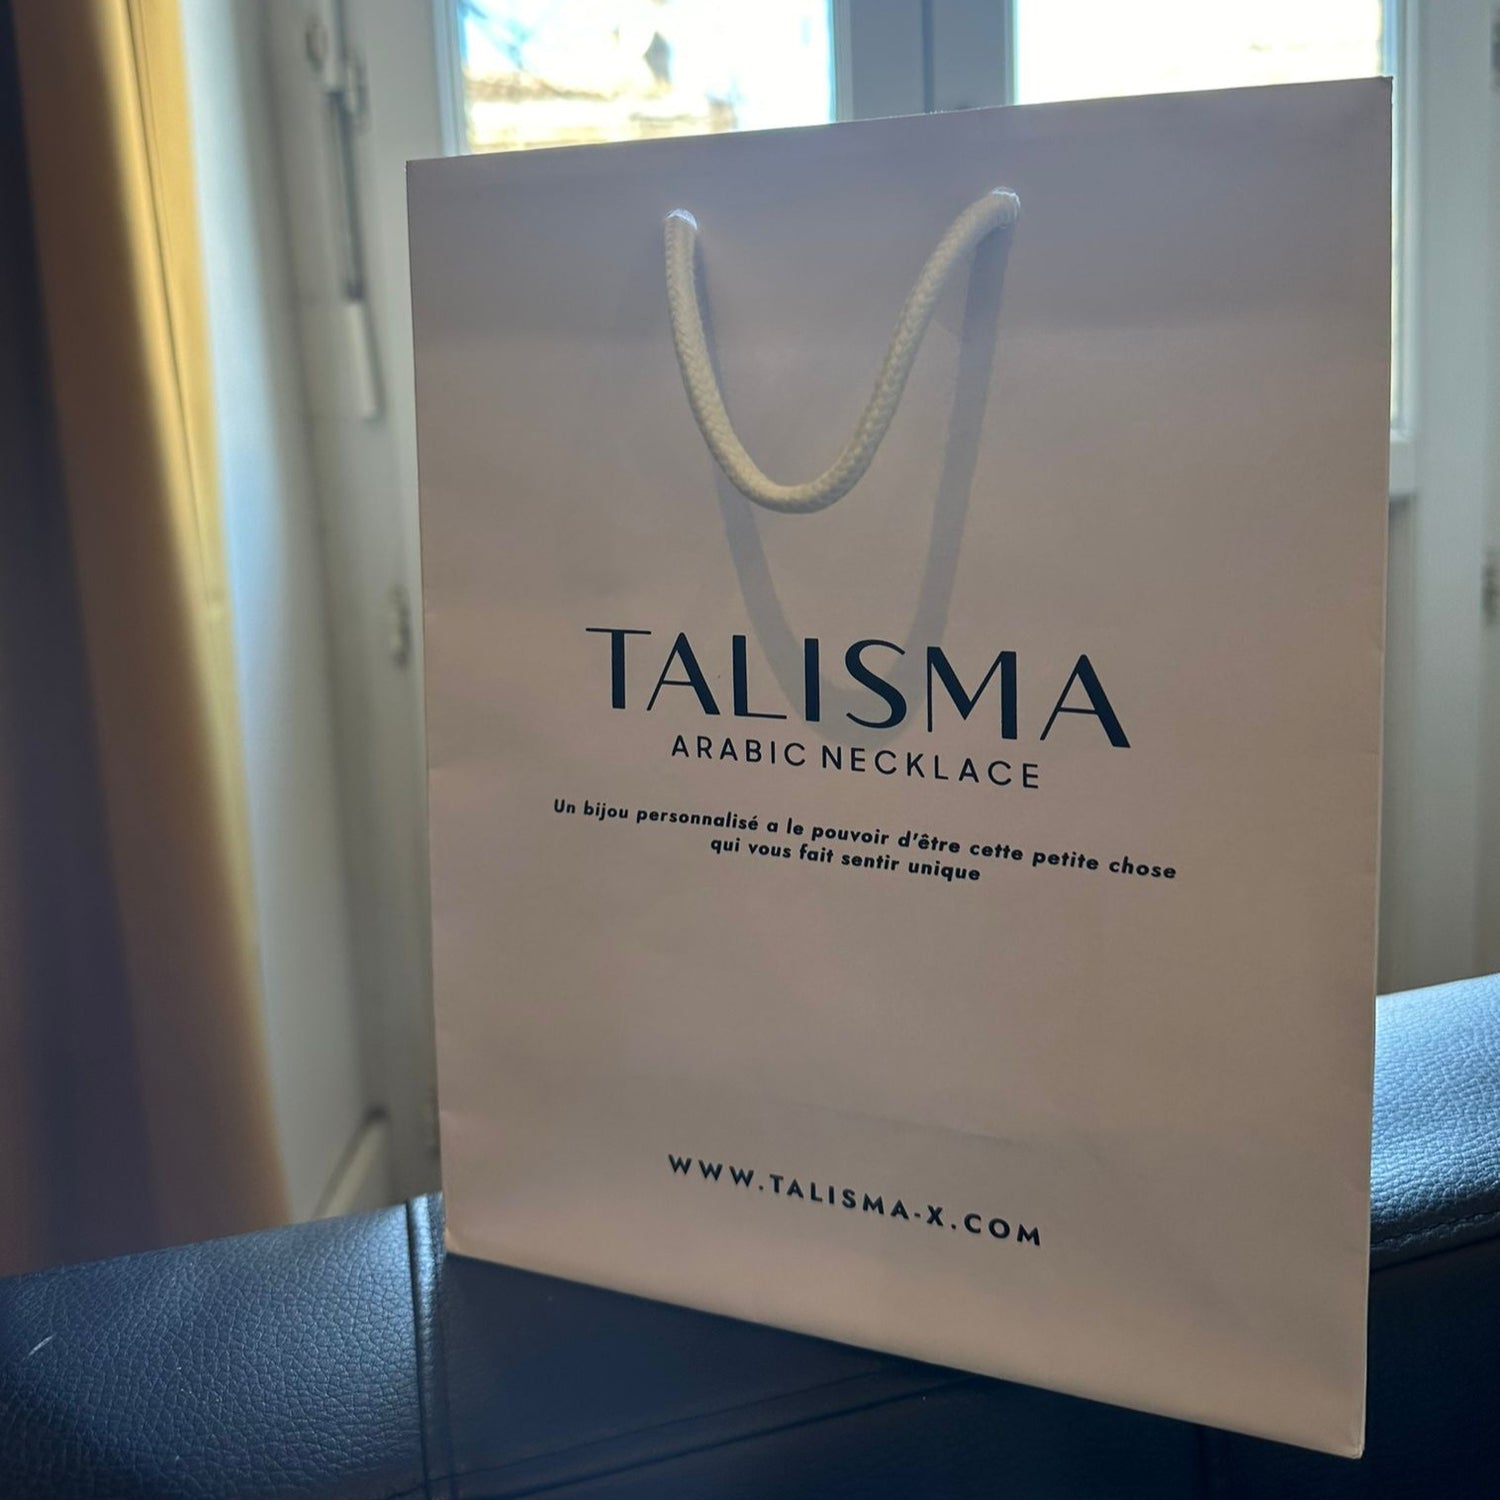 TALISMA
ARABIC NECKLACE
Un bijou personnalisé a le pouvoir d'être cette petite chose
qui vous fait sentir unique
WWW.TALISMA-X.COM